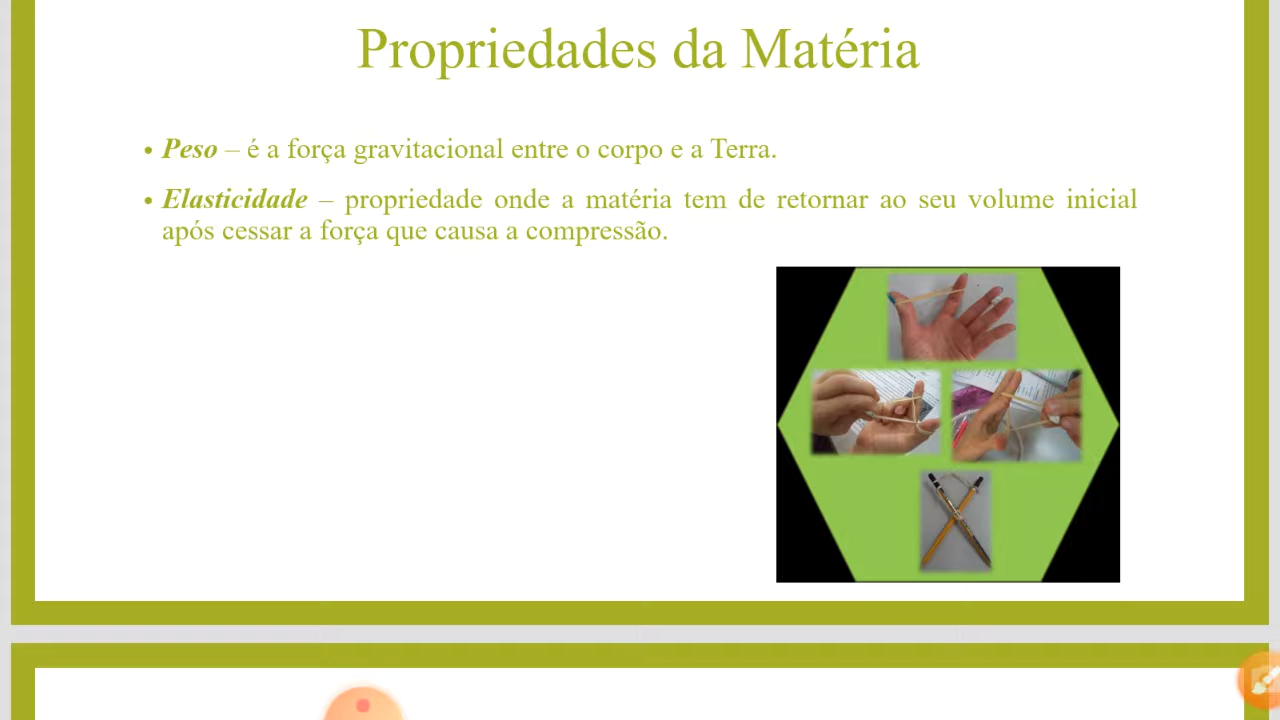 Propriedades da Matéria
• Peso – é a força gravitacional entre o corpo e a Terra.
• Elasticidade – propriedade onde a matéria tem de retornar ao seu volume inicial
após cessar a força que causa a compressão.